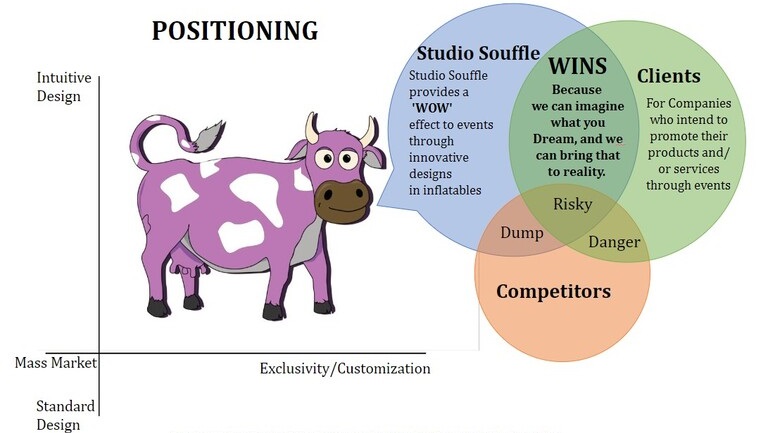 POSITIONING
Intuitive
Design
Mass Market
Exclusivity/Customization
Standard
Design
Studio Souffle
Studio Souffle
provides a
'WOW'
effect to events
through
innovative
designs
in inflatables
WINS
Because
we can imagine
what you
Dream, and we
can bring that
to reality.
Clients
For Companies
who intend to
promote their
products and/
or services
through events
Risky
Dump
Danger
Competitors